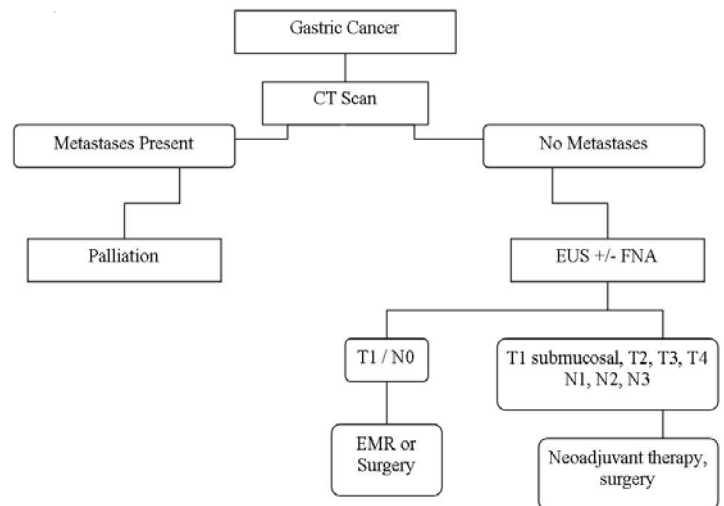 Gastric Cancer
CT Scan
Metastases Present
No Metastases
Palliation
EUS +/- FNA
T1 / N0
T1 submucosal, T2, T3, T4
N1, N2, N3
EMR or
Surgery
Neoadjuvant therapy,
surgery